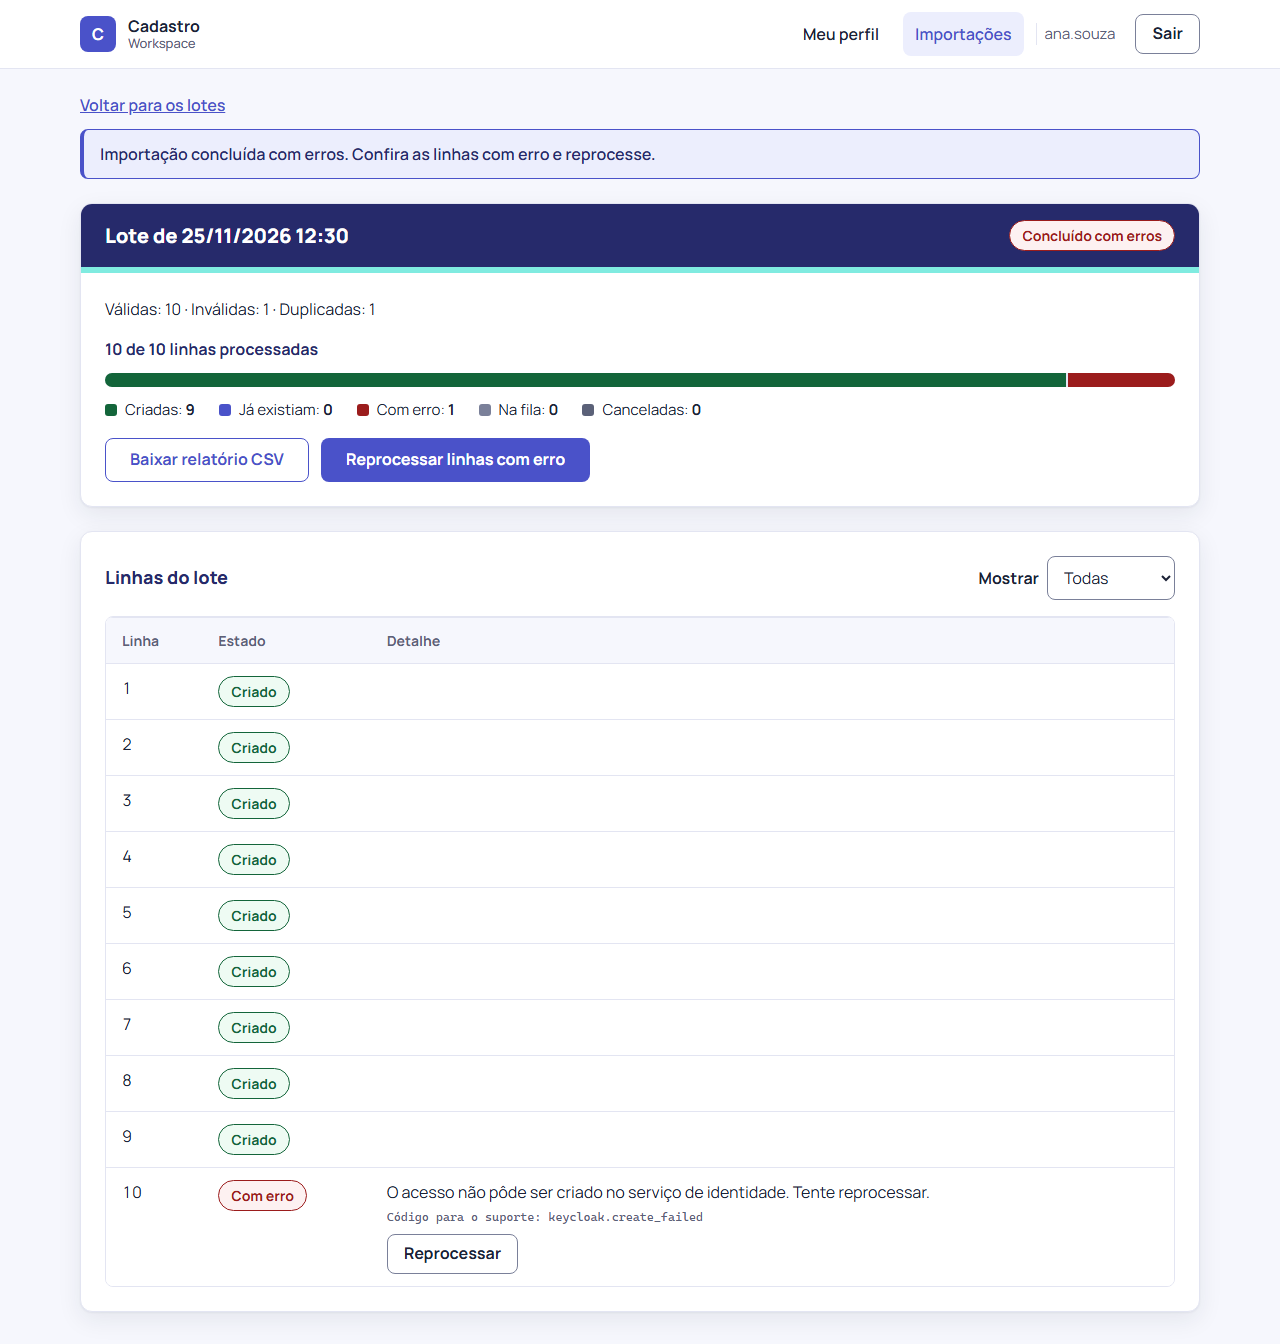 C
Cadastro
Workspace
Meu perfil
Importações
ana.souza
Sair
Voltar para os lotes
Importação concluída com erros. Confira as linhas com erro e reprocesse.
Lote de 25/11/2026 12:30
Concluído com erros
Válidas: 10 · Inválidas: 1 · Duplicadas: 1
10 de 10 linhas processadas
Criadas: 9
Já existiam: 0
Com erro: 1
Na fila: 0
Canceladas: 0
Baixar relatório CSV
Reprocessar linhas com erro
Linhas do lote
Mostrar
Todas
Linha Estado Detalhe
1 Criado
2 Criado
3 Criado
4 Criado
5 Criado
6 Criado
7 Criado
8 Criado
9 Criado
10 Com erro O acesso não pôde ser criado no serviço de identidade. Tente reprocessar.
Código para o suporte: keycloak.create_failed
Reprocessar